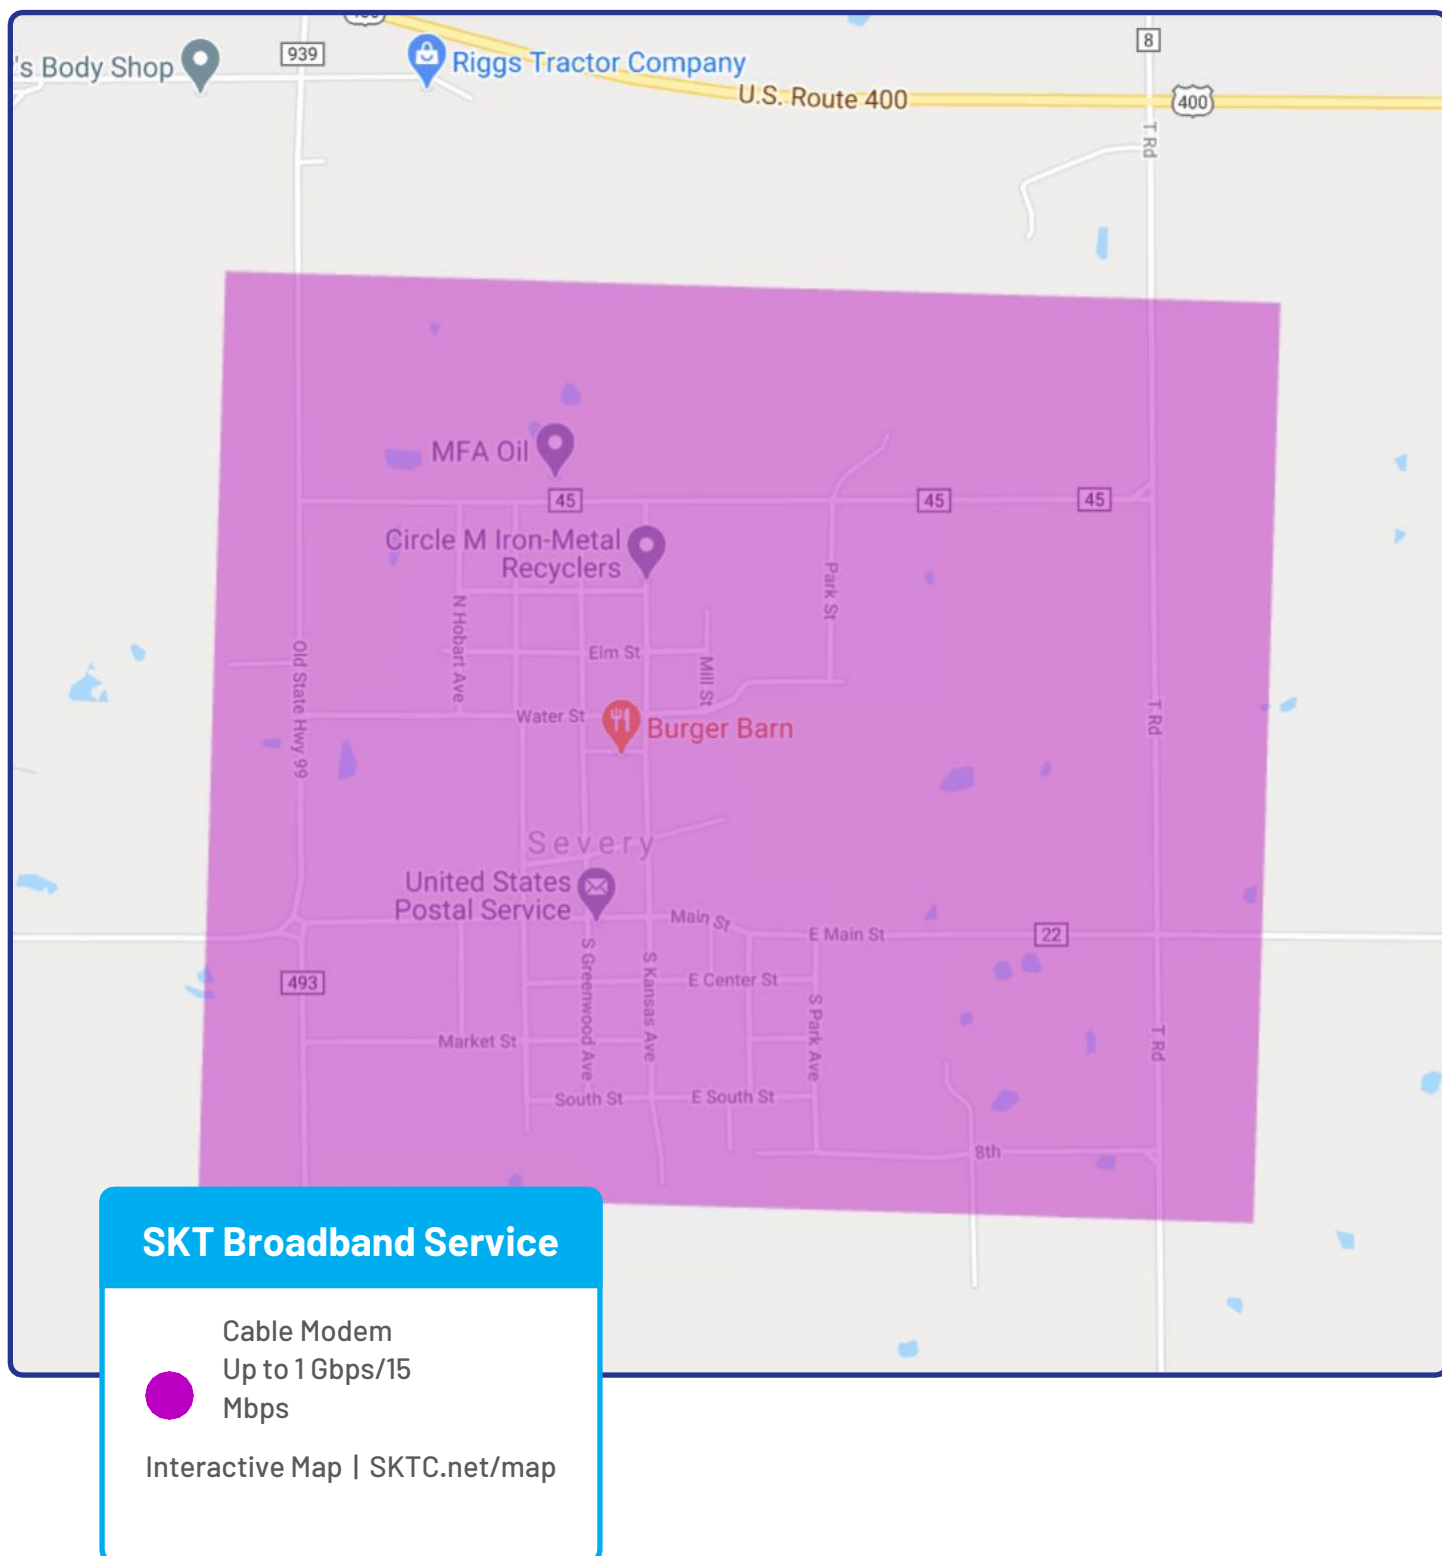 's Body Shop
939
Riggs Tractor Company
8
U.S. Route 400
400
T Rd
MFA Oil
45
45
45
Circle M Iron-Metal
Recyclers
N Hobart Ave
Park St
Old State Hwy 99
Elm St
Mill St
Water St
Burger Barn
T Rd
Severy
United States
Postal Service
Main St
E Main St
22
493
S Greenwood Ave
S Kansas Ave
E Center St
S Park Ave
Market St
T Rd
South St
E South St
8th
SKT Broadband Service
Cable Modem
Up to 1 Gbps/15
Mbps
Interactive Map | SKTC.net/map